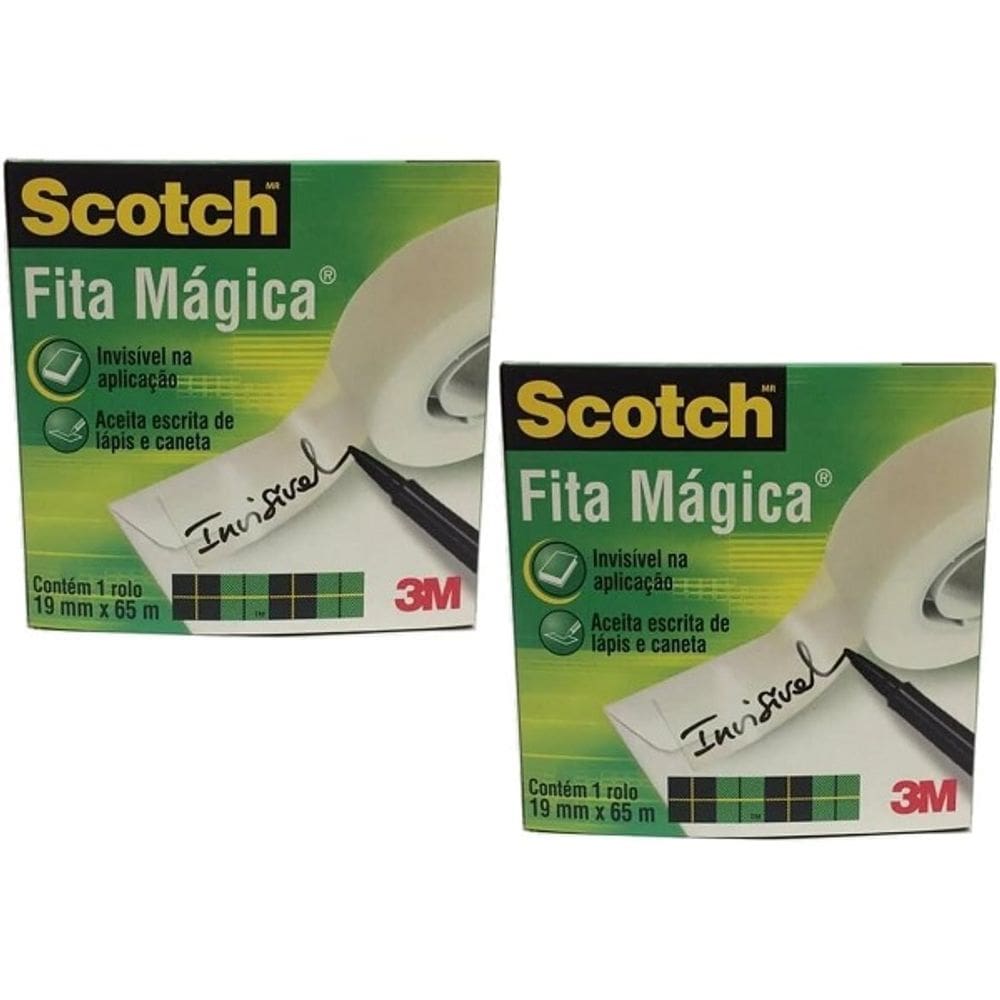 Scotch MR
Fita Mágica®
Invisível na
aplicação
Aceita escrita de
lápis e caneta
Invisível
Contém 1 rolo
19 mm x 65 m
TM
3M
Scotch MR
Fita Mágica®
Invisível na
aplicação
Aceita escrita de
lápis e caneta
Invisível
Contém 1 rolo
19 mm x 65 m
TM
3M